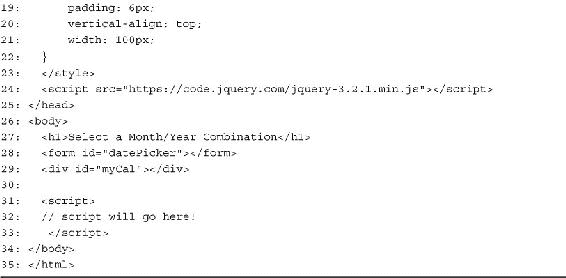 19:       padding: 6px;
20:       vertical-align: top;
21:       width: 100px;
22:    }
23:   </style>
24:   <script src="https://code.jquery.com/jquery-3.2.1.min.js"></script>
25: </head>
26: <body>
27:   <h1>Select a Month/Year Combination</h1>
28:   <form id="datePicker"></form>
29:   <div id="myCal"></div>
30:
31:   <script>
32:   // script will go here!
33:    </script>
34: </body>
35: </html>